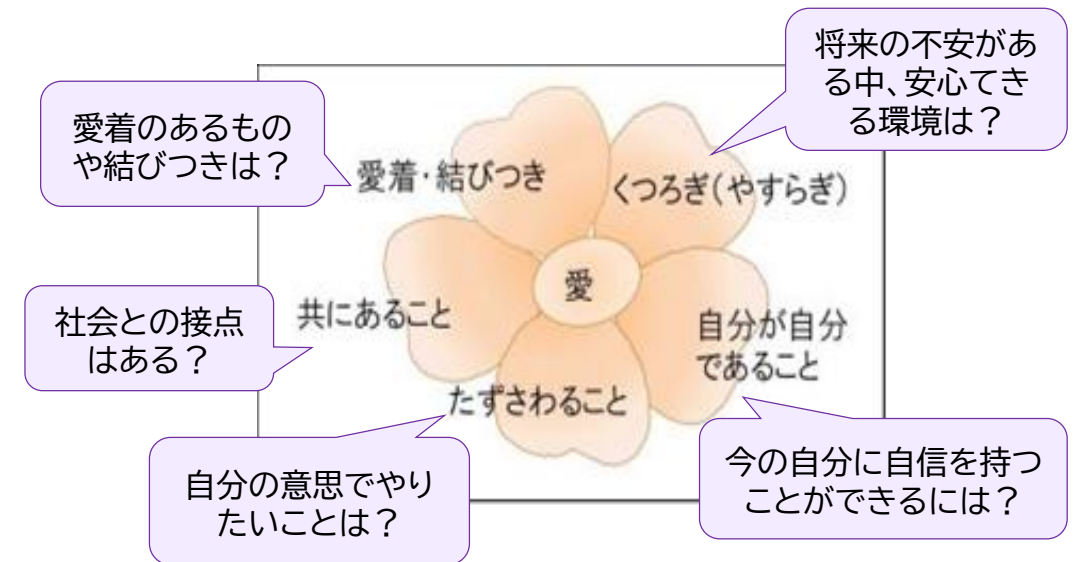 将来の不安があ
る中、安心てき
る環境は？
愛着のあるもの
や結びつきは？
愛着・結びつき
くつろぎ(やすらぎ)
愛
社会との接点
はある？
共にあること
自分が自分
であること
たずさわること
自分の意思でやり
たいことは？
今の自分に自信を持つ
ことができるには？